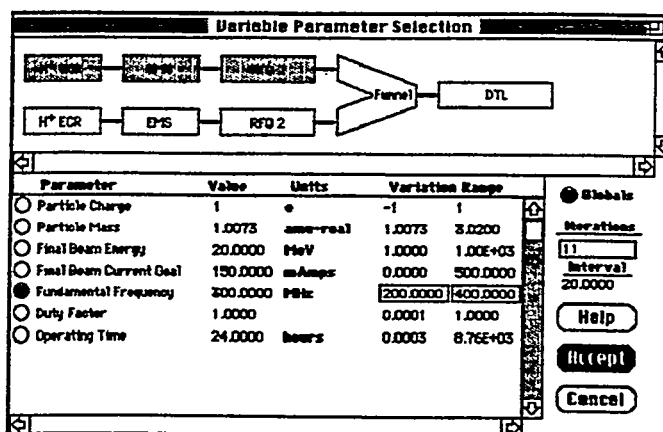 Variable Parameter Selection
Funnel
DTL
H+ ECR
EMS
RFQ 2
Parameter Value Units Variation Range
Particle Charge 1 e -1 1
Particle Mass 1.0073 amu-real 1.0073 3.0200
Final Beam Energy 20.0000 MeV 1.0000 1.00E+03
Final Beam Current Goal 150.0000 mAmps 0.0000 500.0000
Fundamental Frequency 300.0000 MHz 200.0000 400.0000
Duty Factor 1.0000 0.0001 1.0000
Operating Time 24.0000 hours 0.0003 8.76E+03
Globals
Iterations
11
Interval
20.0000
Help
Accept
Cancel